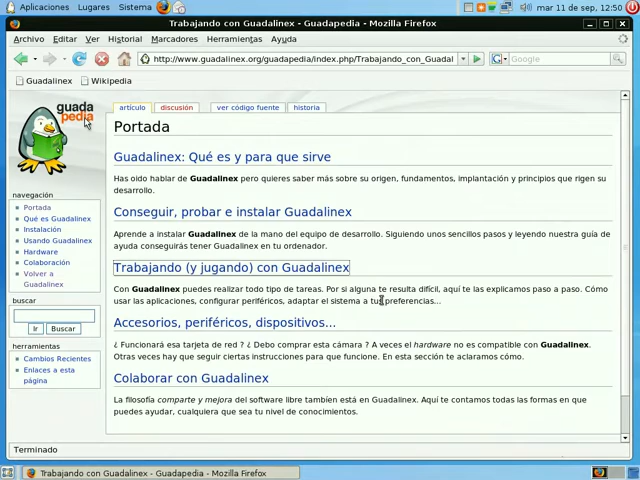 Aplicaciones Lugares Sistema mar 11 de sep, 12:50
Trabajando con Guadalinex - Guadapedia - Mozilla Firefox
Archivo Editar Ver Historial Marcadores Herramientas Ayuda
http://www.guadalinex.org/guadapedia/index.php/Trabajando_con_Guadal
Google
Guadalinex Wikipedia
guada
pedia
artículo discusión ver código fuente historia
Portada
Guadalinex: Qué es y para que sirve
Has oido hablar de Guadalinex pero quieres saber más sobre su origen, fundamentos, implantación y principios que rigen su
desarrollo.
Conseguir, probar e instalar Guadalinex
Aprende a instalar Guadalinex de la mano del equipo de desarrollo. Siguiendo unos sencillos pasos y leyendo nuestra guía de
ayuda conseguirás tener Guadalinex en tu ordenador.
Trabajando (y jugando) con Guadalinex
Con Guadalinex puedes realizar todo tipo de tareas. Por si alguna te resulta difícil, aquí te las explicamos paso a paso. Cómo
usar las aplicaciones, configurar periféricos, adaptar el sistema a tus preferencias...
Accesorios, periféricos, dispositivos...
¿ Funcionará esa tarjeta de red ? ¿ Debo comprar esta cámara ? A veces el hardware no es compatible con Guadalinex.
Otras veces hay que seguir ciertas instrucciones para que funcione. En esta sección te aclaramos cómo.
Colaborar con Guadalinex
La filosofía comparte y mejora del software libre tambíen está en Guadalinex. Aquí te contamos todas las formas en que
puedes ayudar, cualquiera que sea tu nivel de conocimientos.
navegación
Portada
Qué es Guadalinex
Instalación
Usando Guadalinex
Hardware
Colaboración
Volver a
Guadalinex
buscar
Ir Buscar
herramientas
Cambios Recientes
Enlaces a esta
página
Terminado
Trabajando con Guadalinex - Guadapedia - Mozilla Firefox